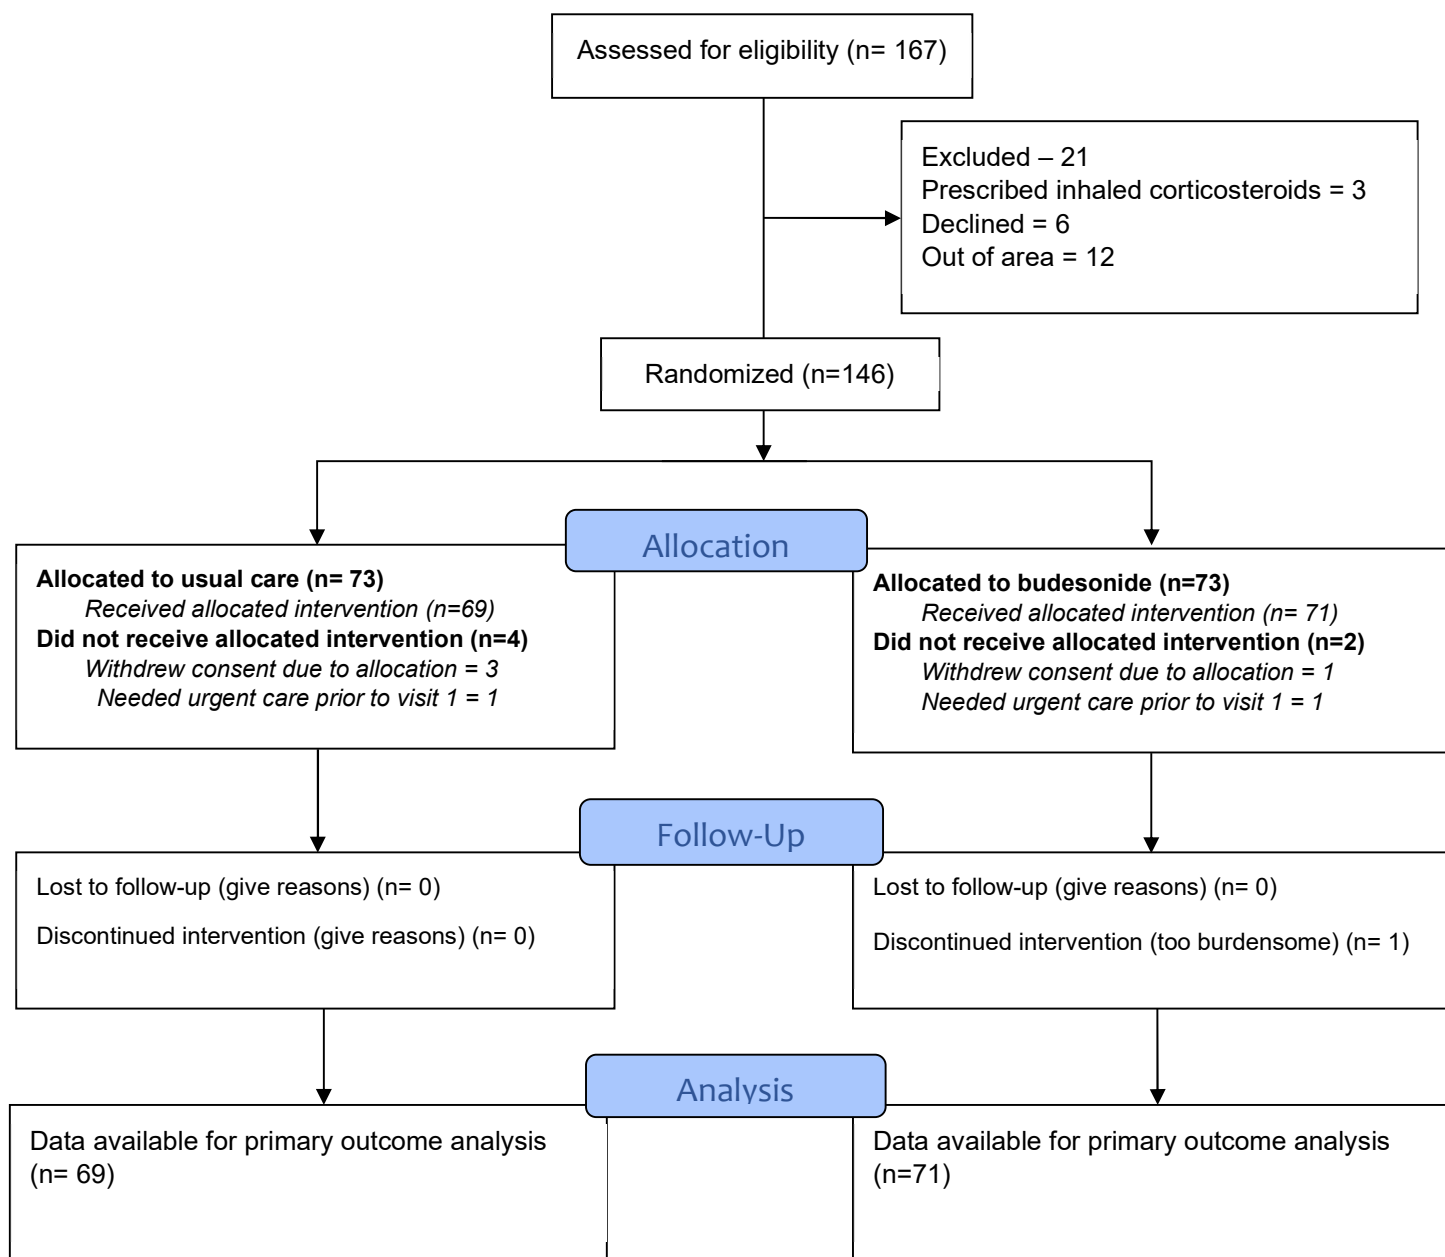 Assessed for eligibility (n= 167)
Excluded – 21
Prescribed inhaled corticosteroids = 3
Declined = 6
Out of area = 12
Randomized (n=146)
Allocation
Allocated to usual care (n= 73)
Received allocated intervention (n=69)
Did not receive allocated intervention (n=4)
Withdrew consent due to allocation = 3
Needed urgent care prior to visit 1 = 1
Allocated to budesonide (n=73)
Received allocated intervention (n= 71)
Did not receive allocated intervention (n=2)
Withdrew consent due to allocation = 1
Needed urgent care prior to visit 1 = 1
Follow-Up
Lost to follow-up (give reasons) (n= 0)
Discontinued intervention (give reasons) (n= 0)
Lost to follow-up (give reasons) (n= 0)
Discontinued intervention (too burdensome) (n= 1)
Analysis
Data available for primary outcome analysis
(n= 69)
Data available for primary outcome analysis
(n=71)